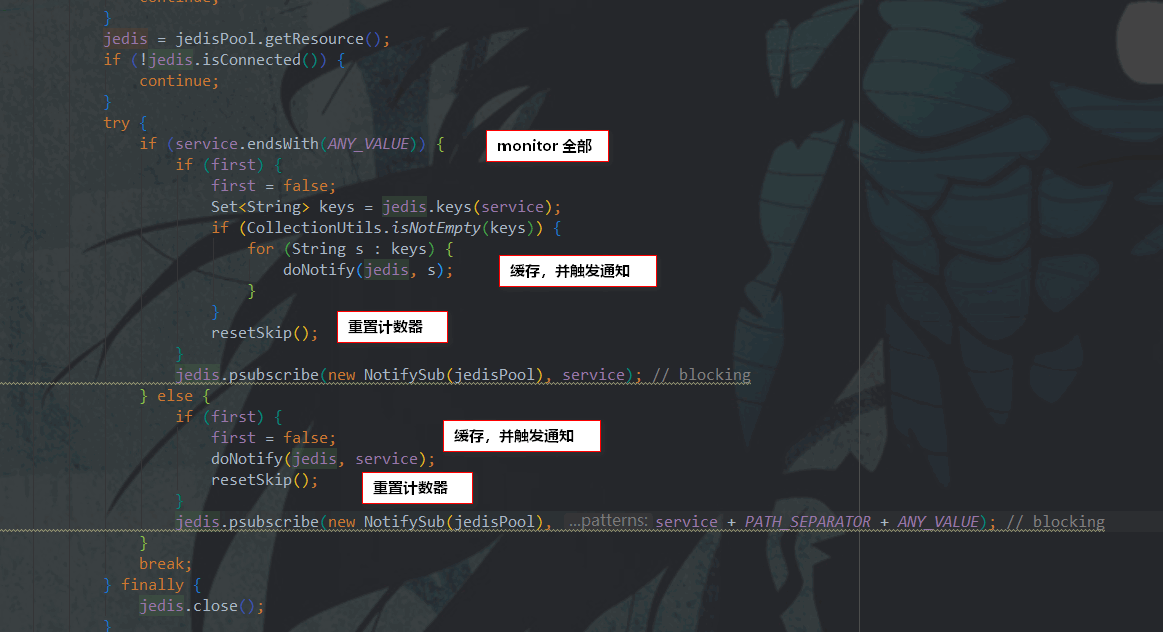 continue;
}
jedis = jedisPool.getResource();
if (!jedis.isConnected()) {
continue;
}
try {
if (service.endsWith(ANY_VALUE)) { monitor 全部
if (first) {
first = false;
Set<String> keys = jedis.keys(service);
if (CollectionUtils.isNotEmpty(keys)) {
for (String s : keys) {
doNotify(jedis, s); 缓存，并触发通知
}
}
resetSkip(); 重置计数器
}
jedis.psubscribe(new NotifySub(jedisPool), service); // blocking
} else {
if (first) {
first = false; 缓存，并触发通知
doNotify(jedis, service);
resetSkip(); 重置计数器
}
jedis.psubscribe(new NotifySub(jedisPool), ...patterns: service + PATH_SEPARATOR + ANY_VALUE); // blocking
}
break;
} finally {
jedis.close();
}